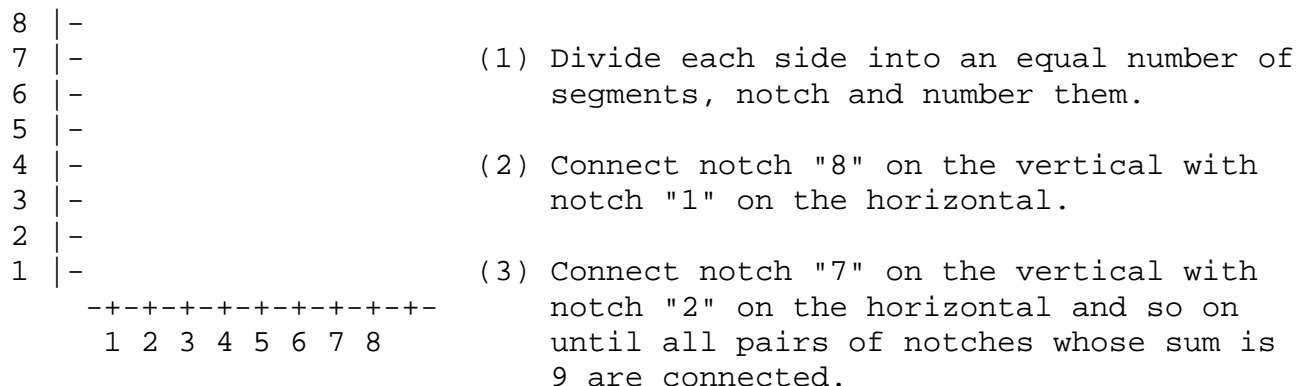 8 |-
7 |- (1) Divide each side into an equal number of
6 |- segments, notch and number them.
5 |-
4 |- (2) Connect notch "8" on the vertical with
3 |- notch "1" on the horizontal.
2 |-
1 |- (3) Connect notch "7" on the vertical with
-+-+-+-+-+-+-+-+-+- notch "2" on the horizontal and so on
1 2 3 4 5 6 7 8 until all pairs of notches whose sum is
9 are connected.